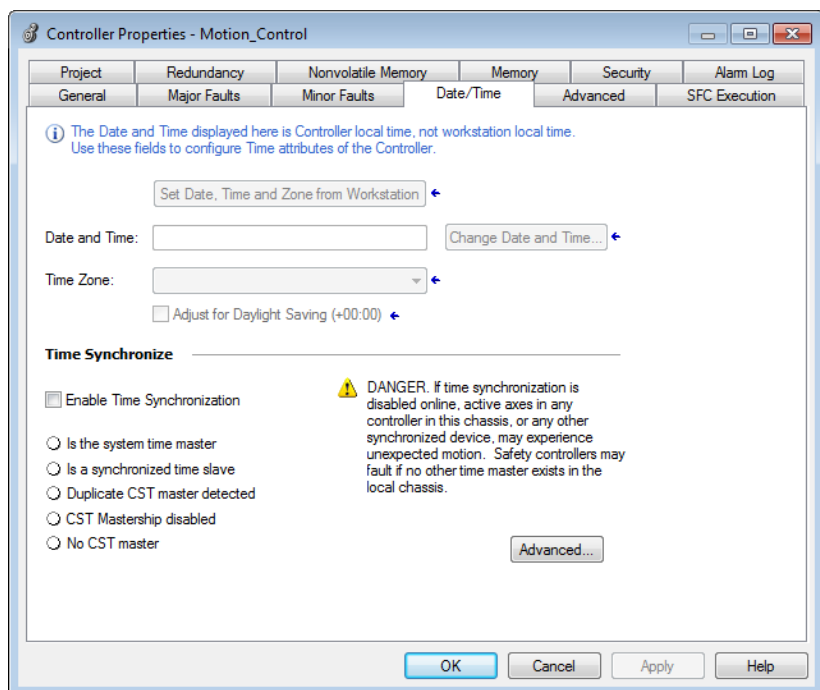 Controller Properties - Motion_Control
Project Redundancy Nonvolatile Memory Memory Security Alarm Log
General Major Faults Minor Faults Date/Time Advanced SFC Execution
The Date and Time displayed here is Controller local time, not workstation local time.
Use these fields to configure Time attributes of the Controller.
Set Date, Time and Zone from Workstation
Date and Time: Change Date and Time...
Time Zone:
Adjust for Daylight Saving (+00:00)
Time Synchronize
Enable Time Synchronization
Is the system time master
Is a synchronized time slave
Duplicate CST master detected
CST Mastership disabled
No CST master
DANGER. If time synchronization is
disabled online, active axes in any
controller in this chassis, or any other
synchronized device, may experience
unexpected motion. Safety controllers may
fault if no other time master exists in the
local chassis.
Advanced...
OK Cancel Apply Help